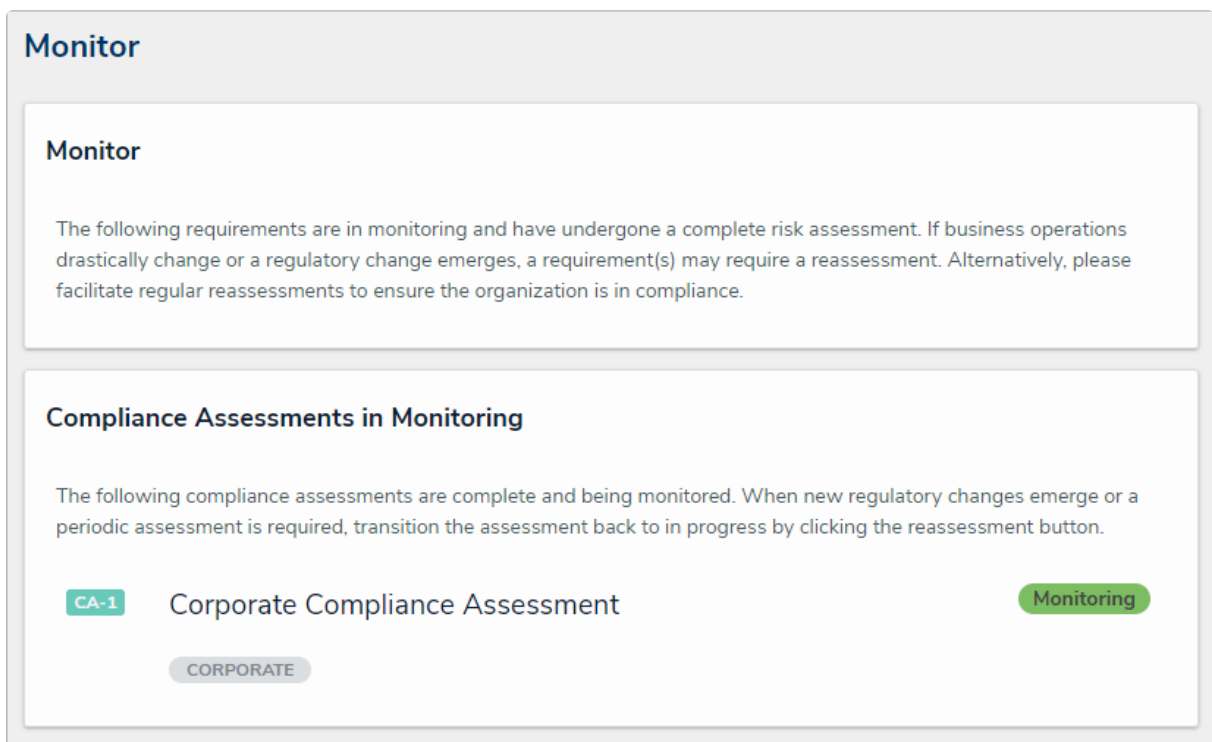 Monitor
Monitor
The following requirements are in monitoring and have undergone a complete risk assessment. If business operations
drastically change or a regulatory change emerges, a requirement(s) may require a reassessment. Alternatively, please
facilitate regular reassessments to ensure the organization is in compliance.
Compliance Assessments in Monitoring
The following compliance assessments are complete and being monitored. When new regulatory changes emerge or a
periodic assessment is required, transition the assessment back to in progress by clicking the reassessment button.
CA-1 Corporate Compliance Assessment Monitoring
CORPORATE